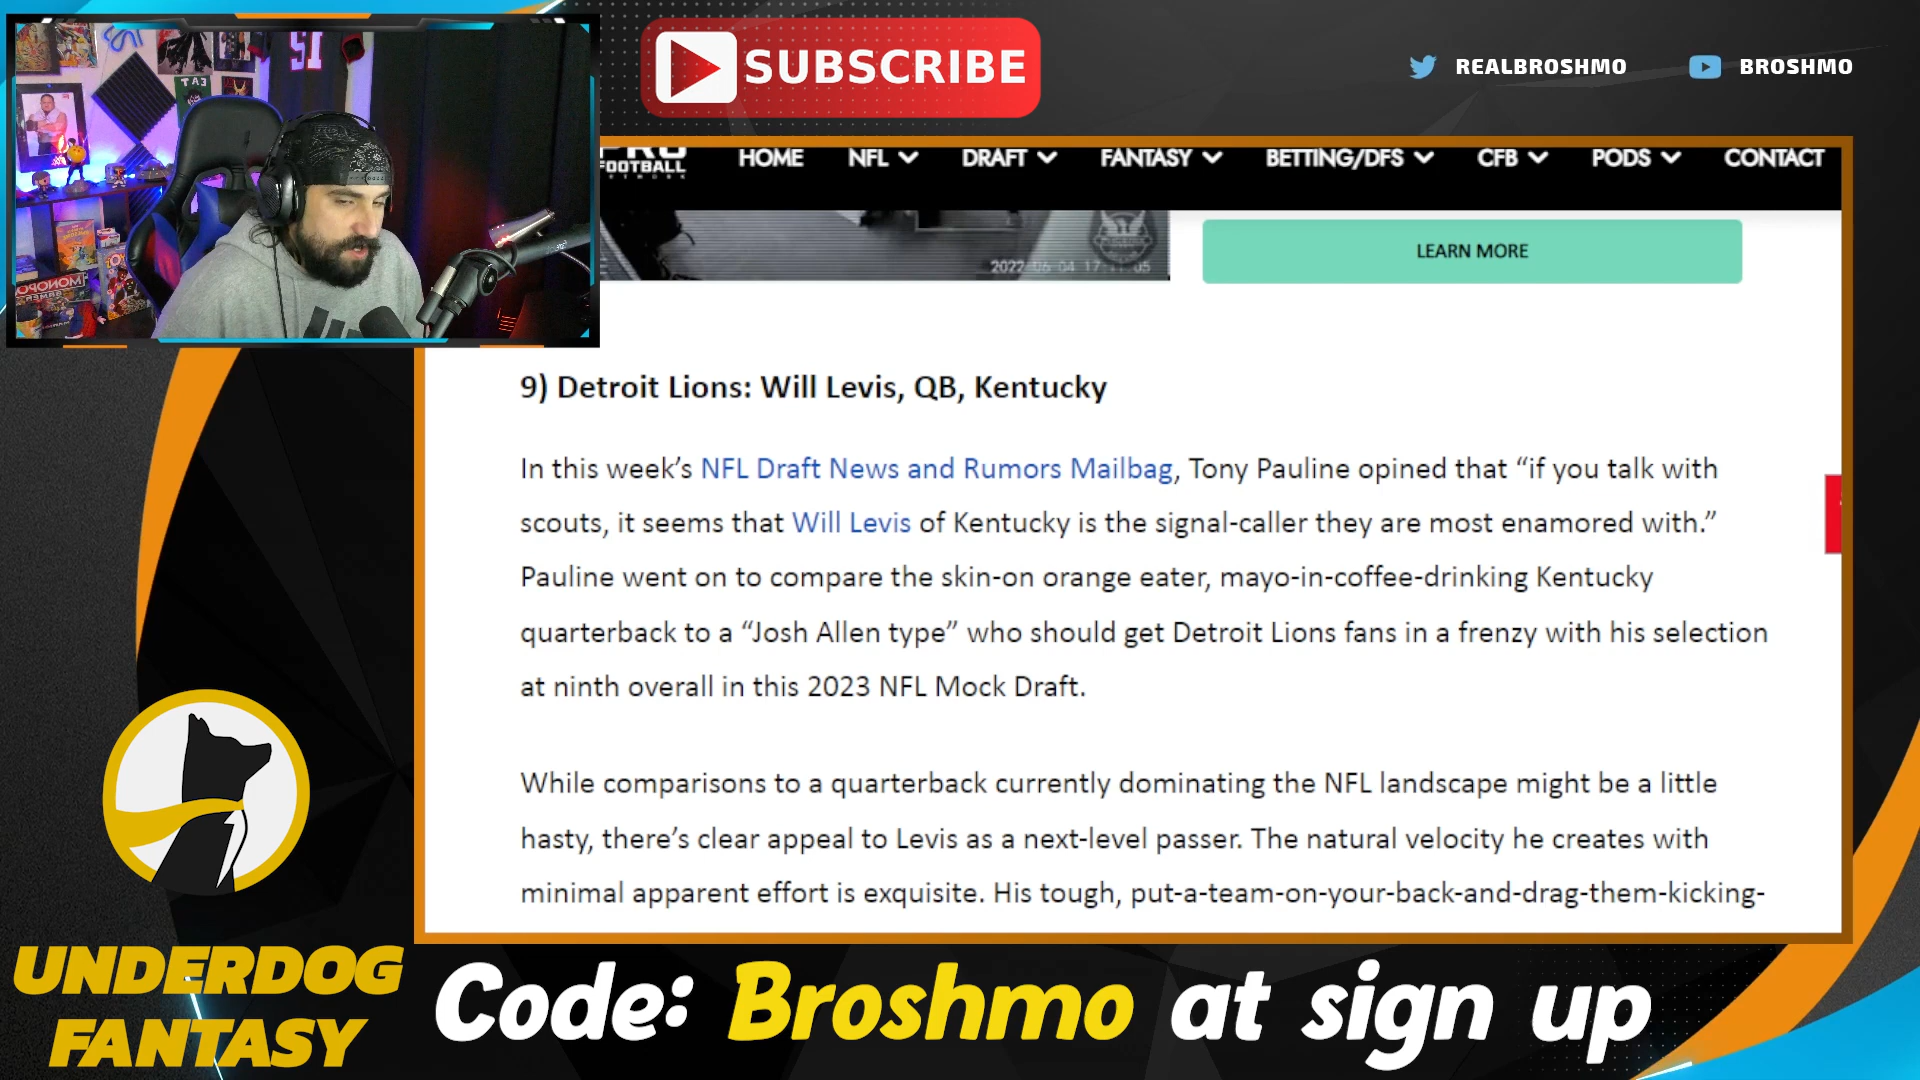 SUBSCRIBE
REALBROSHMO
BROSHMO
FOOTBALL
HOME
NFL
DRAFT
FANTASY
BETTING/DFS
CFB
PODS
CONTACT
LEARN MORE
9) Detroit Lions: Will Levis, QB, Kentucky
In this week’s NFL Draft News and Rumors Mailbag, Tony Pauline opined that “if you talk with
scouts, it seems that Will Levis of Kentucky is the signal-caller they are most enamored with.”
Pauline went on to compare the skin-on orange eater, mayo-in-coffee-drinking Kentucky
quarterback to a “Josh Allen type” who should get Detroit Lions fans in a frenzy with his selection
at ninth overall in this 2023 NFL Mock Draft.
While comparisons to a quarterback currently dominating the NFL landscape might be a little
hasty, there’s clear appeal to Levis as a next-level passer. The natural velocity he creates with
minimal apparent effort is exquisite. His tough, put-a-team-on-your-back-and-drag-them-kicking-
UNDERDOG
FANTASY
Code: Broshmo at sign up